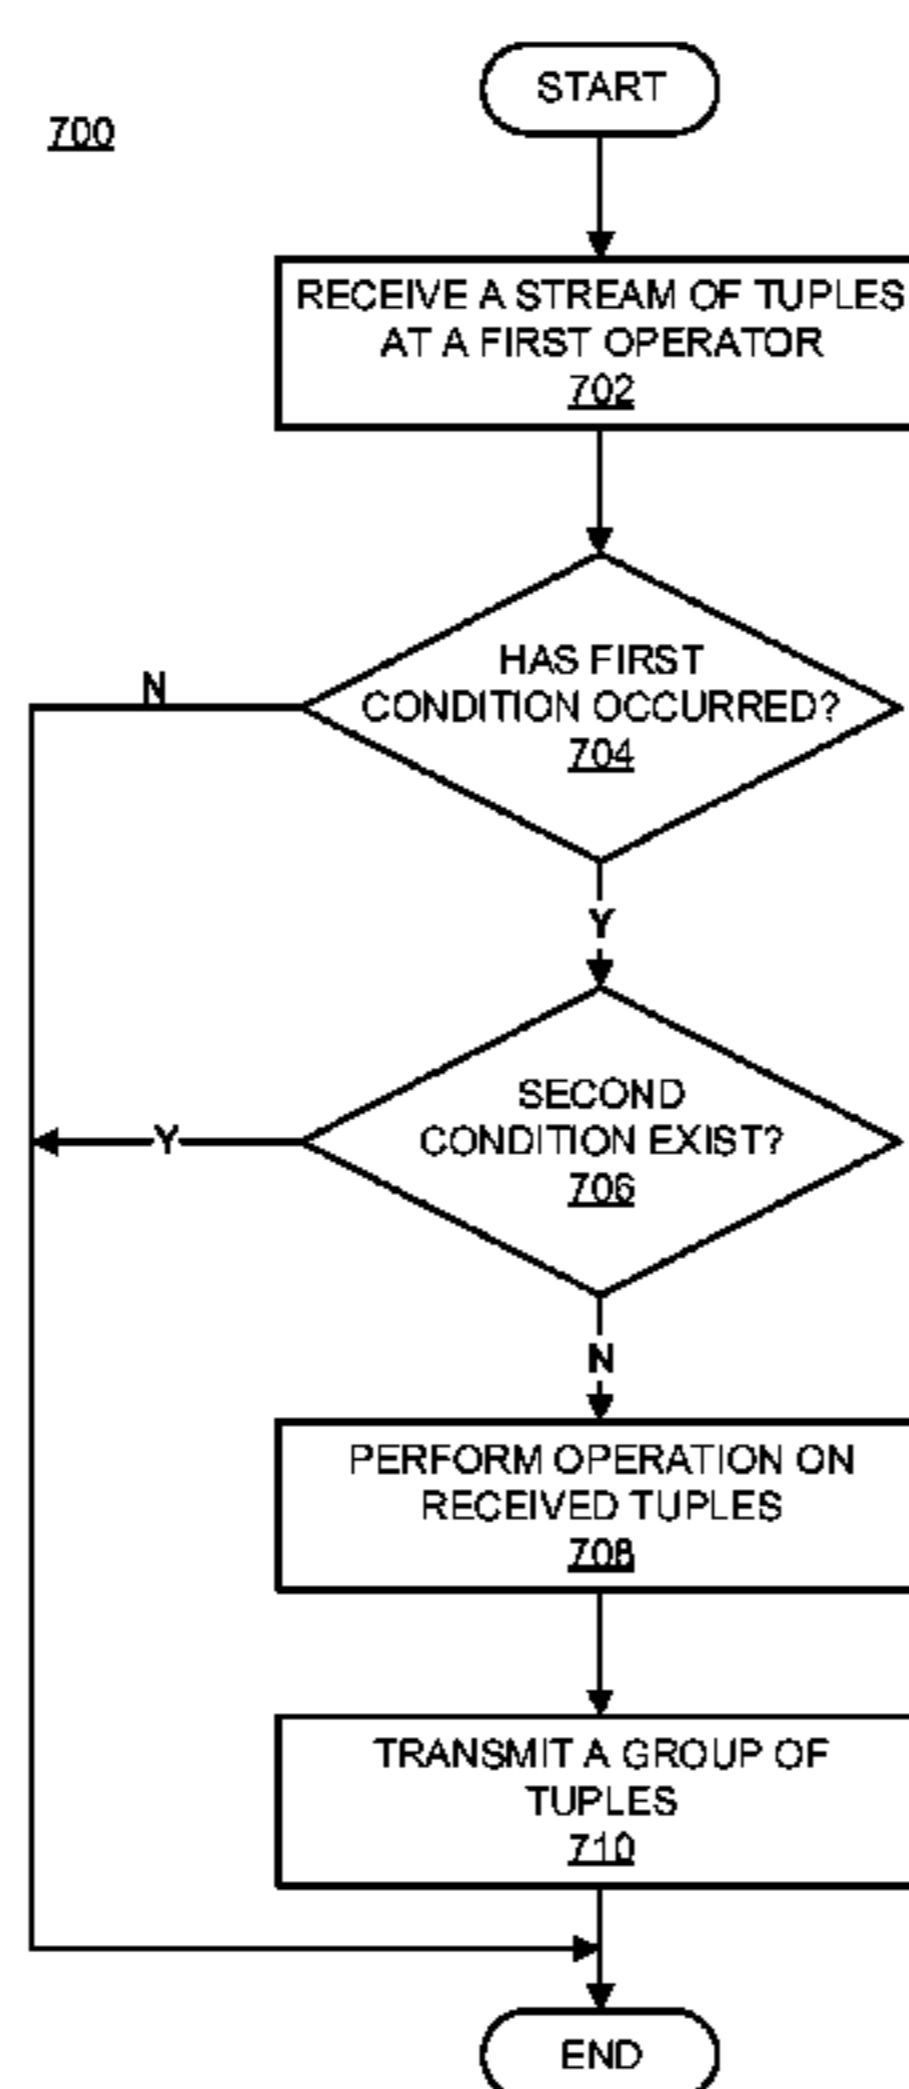 START
700
RECEIVE A STREAM OF TUPLES
AT A FIRST OPERATOR
702
HAS FIRST
CONDITION OCCURRED?
704
N
Y
SECOND
CONDITION EXIST?
706
Y
N
PERFORM OPERATION ON
RECEIVED TUPLES
708
TRANSMIT A GROUP OF
TUPLES
710
END